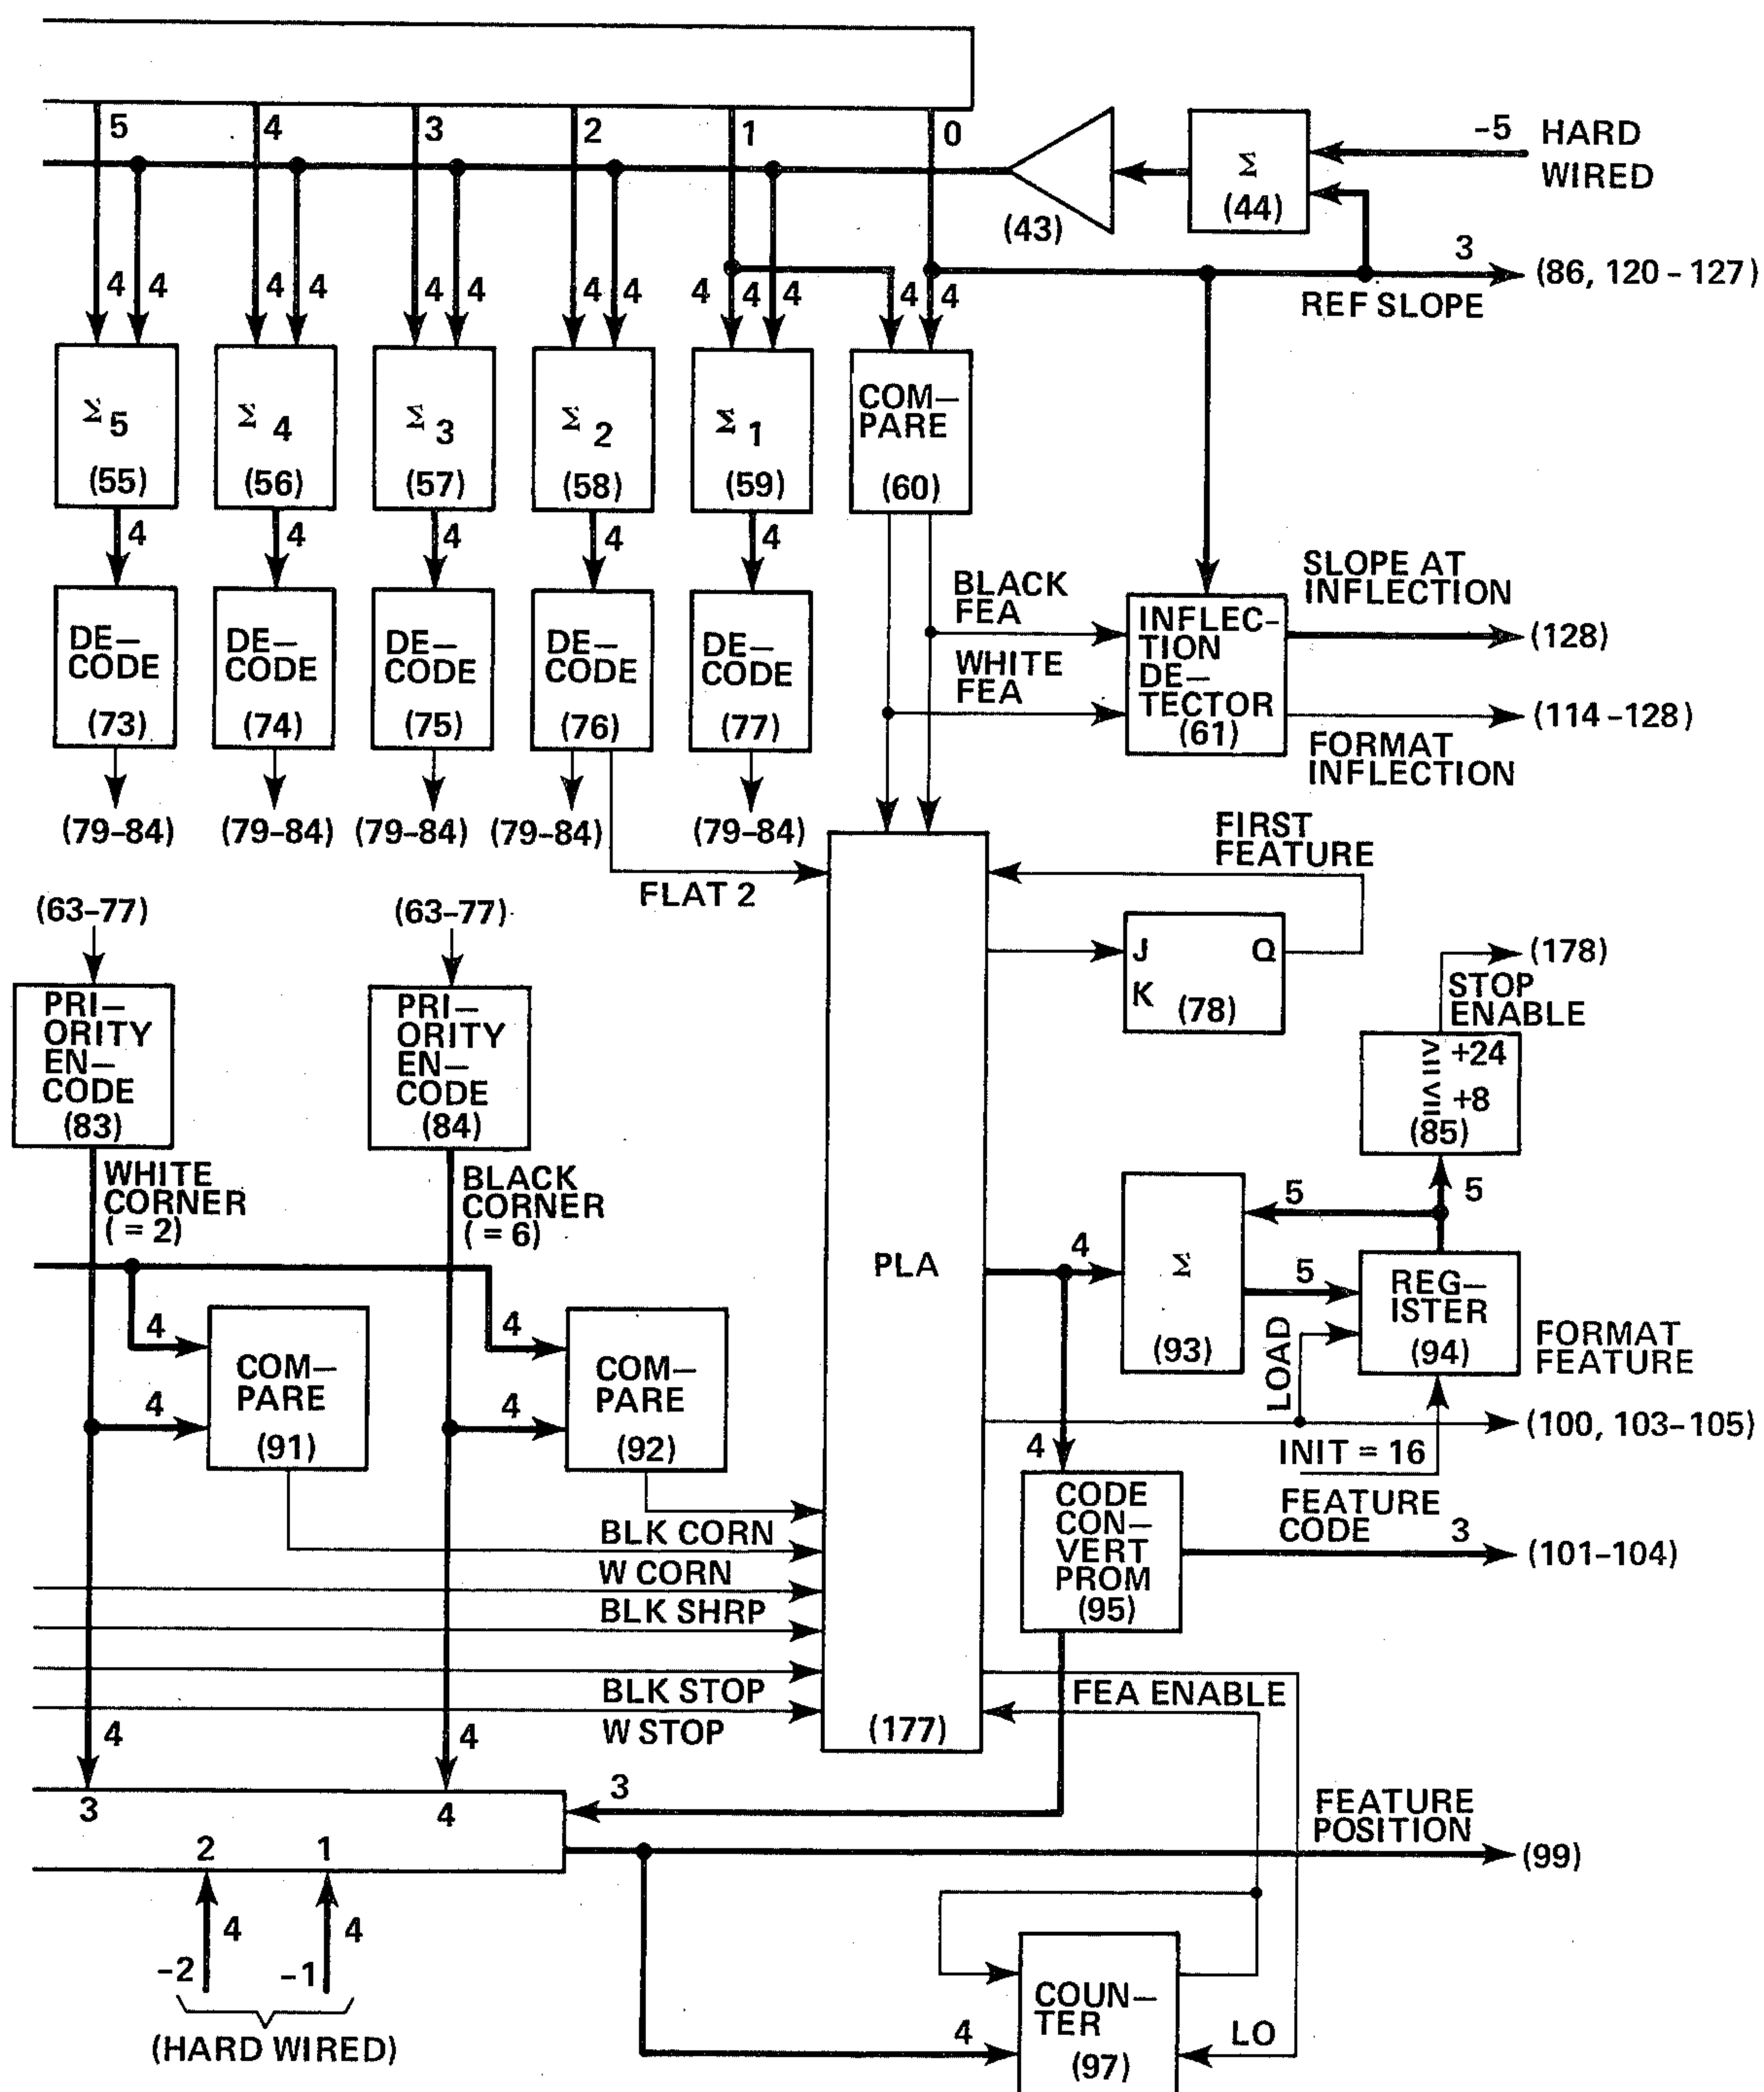 5 4 3 2 1 0
-5 HARD
WIRED
Σ
(44)
(43)
3
(86, 120-127)
REF SLOPE
4 4 4 4 4 4 4 4 4 4 4 4 4
Σ5
(55)
Σ4
(56)
Σ3
(57)
Σ2
(58)
Σ1
(59)
COM-
PARE
(60)
4 4 4 4 4
DE-
CODE
(73)
DE-
CODE
(74)
DE-
CODE
(75)
DE-
CODE
(76)
DE-
CODE
(77)
BLACK
FEA
WHITE
FEA
INFLEC-
TION
DE-
TECTOR
(61)
SLOPE AT
INFLECTION
(128)
(114-128)
FORMAT
INFLECTION
(79-84) (79-84) (79-84) (79-84) (79-84)
FLAT 2
FIRST
FEATURE
(63-77) (63-77)
J Q
K (78)
(178)
STOP
ENABLE
≥ +24
≤ +8
(85)
PRI-
ORITY
EN-
CODE
(83)
PRI-
ORITY
EN-
CODE
(84)
WHITE
CORNER
( = 2)
BLACK
CORNER
( = 6)
PLA
(177)
5 5
4
Σ
(93)
5
REG-
ISTER
(94)
LOAD
FORMAT
FEATURE
(100, 103-105)
INIT = 16
4 4
COM-
PARE
(91)
4 4
COM-
PARE
(92)
4
CODE
CON-
VERT
PROM
(95)
FEATURE
CODE 3
(101-104)
BLK CORN
W CORN
BLK SHRP
BLK STOP
W STOP
FEA ENABLE
4 4
3 4
3
2 1
FEATURE
POSITION
(99)
4 4
-2 -1
(HARD WIRED)
4
COUN-
TER
(97)
LO